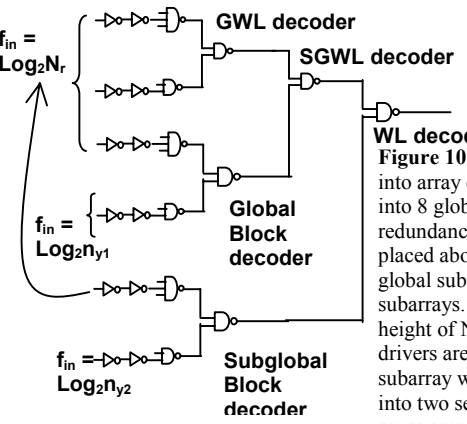 GWL decoder
f_in =
Log₂N_r
SGWL decoder
WL decod
f_in =
Log₂n_y1
Global
Block
decoder
f_in =
Log₂n_y2
Subglobal
Block
decoder
Figure 10
into array
into 8 glob
redundanc
placed abo
global sub
subarrays.
height of N
drivers are
subarray w
into two se